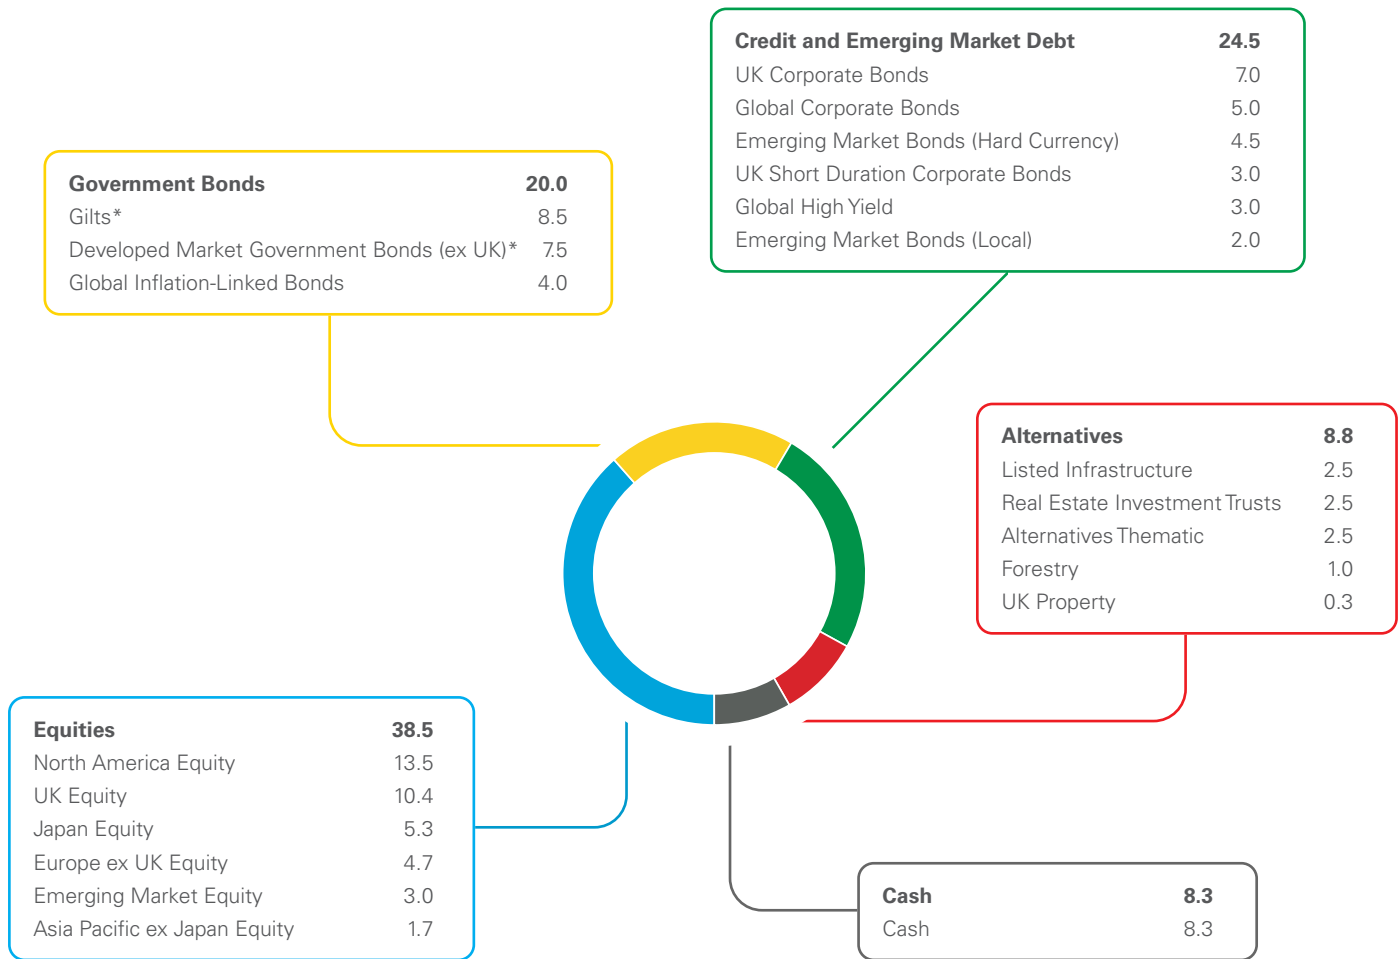 Credit and Emerging Market Debt 24.5
UK Corporate Bonds 7.0
Global Corporate Bonds 5.0
Emerging Market Bonds (Hard Currency) 4.5
UK Short Duration Corporate Bonds 3.0
Global High Yield 3.0
Emerging Market Bonds (Local) 2.0
Government Bonds 20.0
Gilts* 8.5
Developed Market Government Bonds (ex UK)* 7.5
Global Inflation-Linked Bonds 4.0
Alternatives 8.8
Listed Infrastructure 2.5
Real Estate Investment Trusts 2.5
Alternatives Thematic 2.5
Forestry 1.0
UK Property 0.3
Equities 38.5
North America Equity 13.5
UK Equity 10.4
Japan Equity 5.3
Europe ex UK Equity 4.7
Emerging Market Equity 3.0
Asia Pacific ex Japan Equity 1.7
Cash 8.3
Cash 8.3